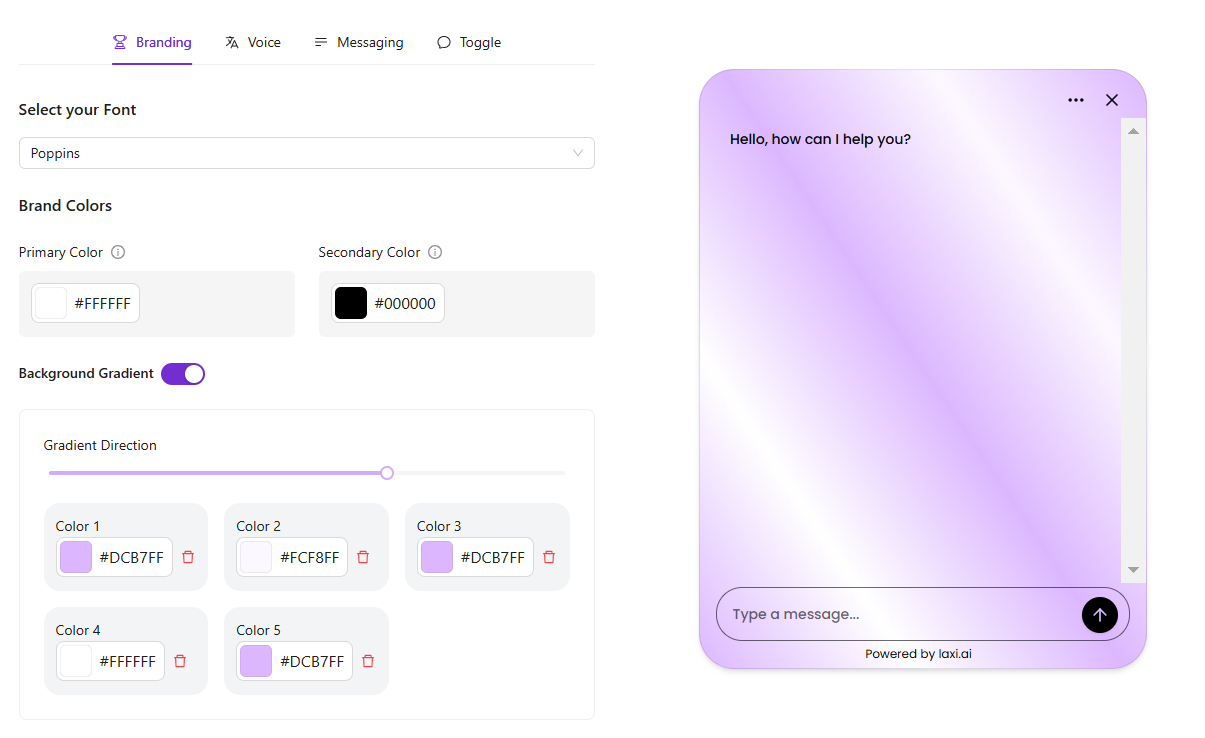 Branding
Voice
Messaging
Toggle
Select your Font
Poppins
Brand Colors
Primary Color
Secondary Color
#FFFFFF
#000000
Background Gradient
Gradient Direction
Color 1
Color 2
Color 3
#DCB7FF
#FCF8FF
#DCB7FF
Color 4
Color 5
#FFFFFF
#DCB7FF
Hello, how can I help you?
Type a message...
Powered by laxi.ai